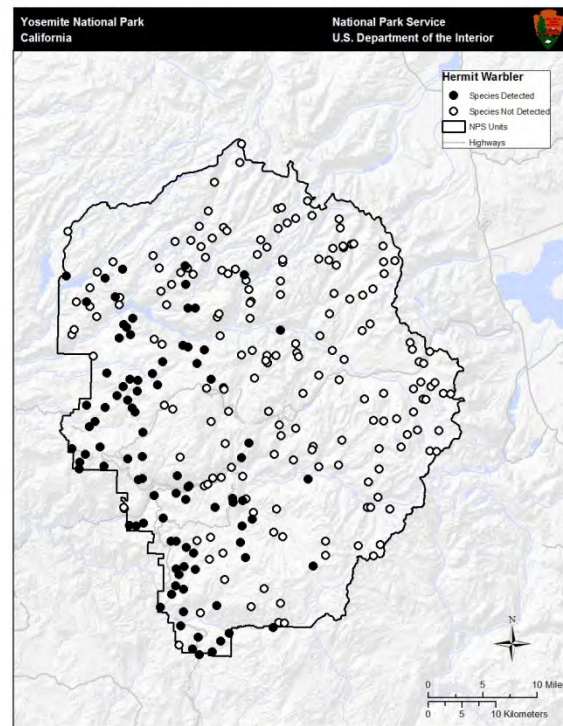 Yosemite National Park
California
National Park Service
U.S. Department of the Interior
Hermit Warbler
Species Detected
Species Not Detected
NPS Units
Highways
N
0 5 10 Miles
0 5 10 Kilometers